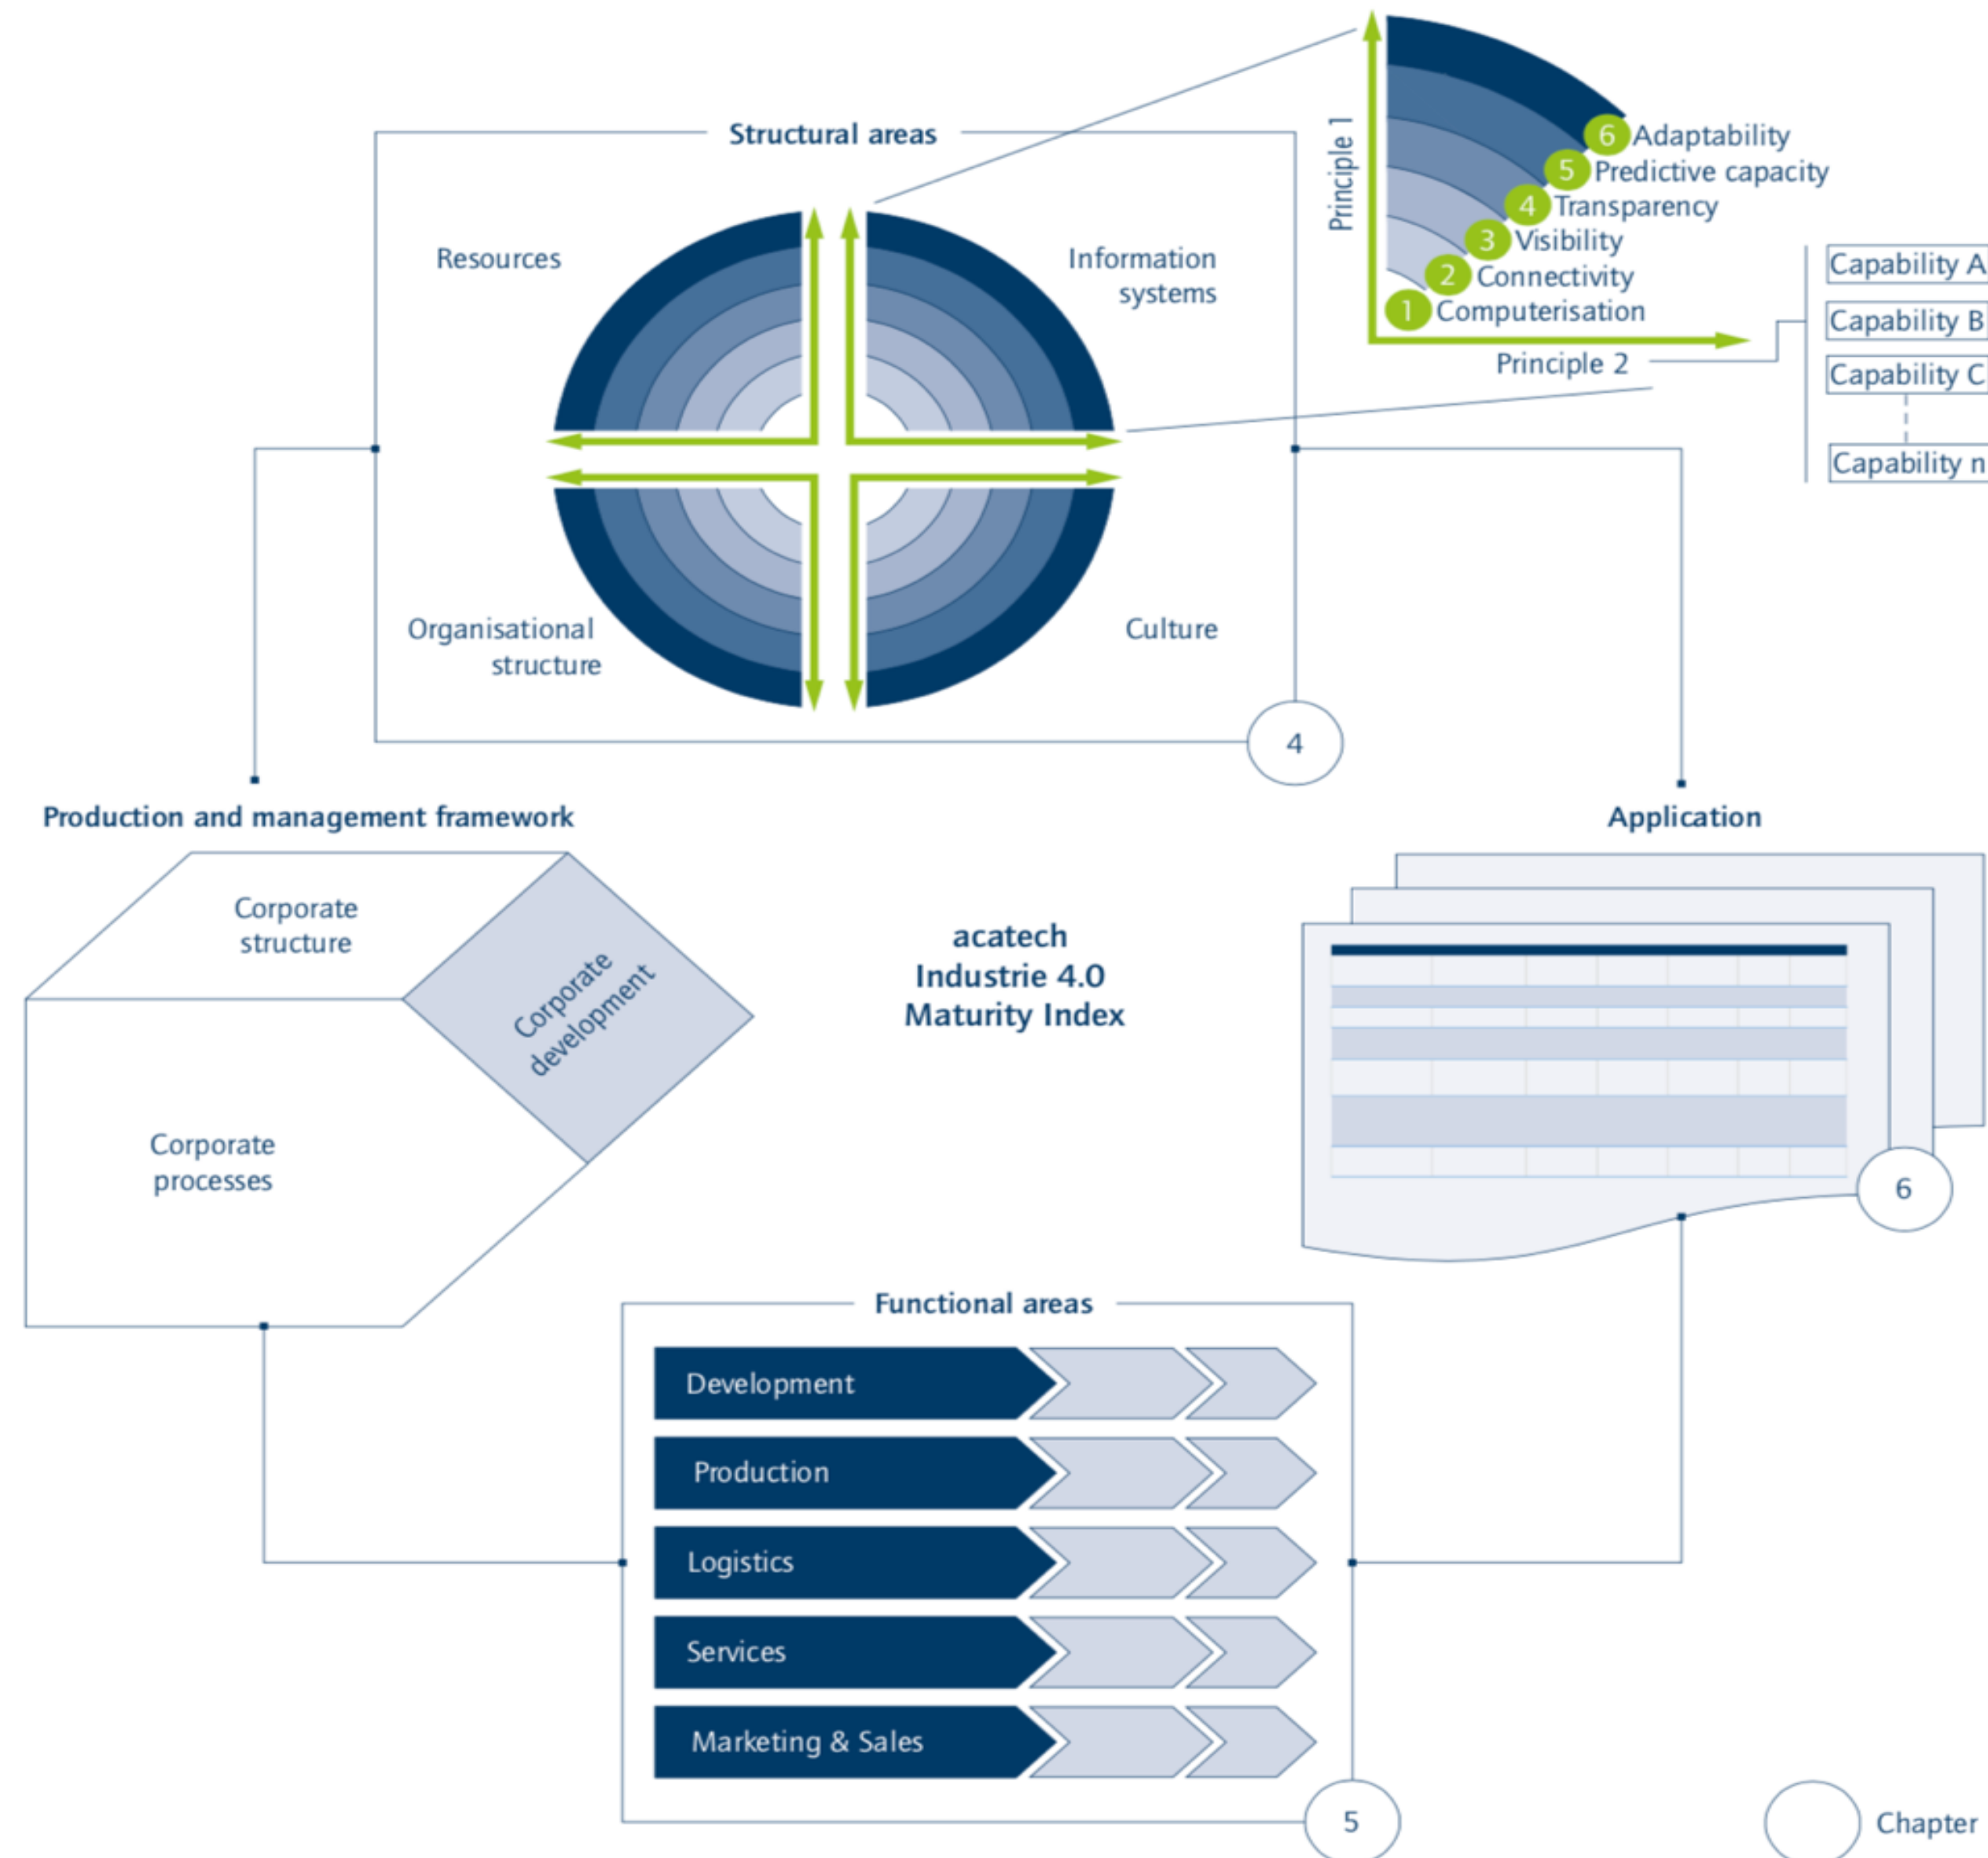 Principle 1
6 Adaptability
5 Predictive capacity
4 Transparency
3 Visibility
2 Connectivity
1 Computerisation
Principle 2
Capability A
Capability B
Capability C
Capability n
Structural areas
Resources
Information
systems
Organisational
structure
Culture
4
Production and management framework
Corporate
structure
Corporate
development
Corporate
processes
acatech
Industrie 4.0
Maturity Index
Application
6
Functional areas
Development
Production
Logistics
Services
Marketing & Sales
5
Chapter